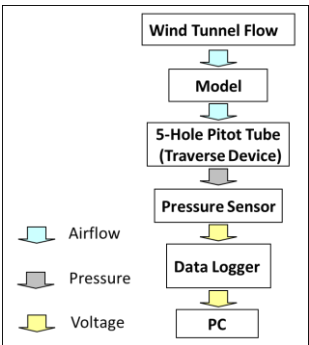 Wind Tunnel Flow
Model
5-Hole Pitot Tube
(Traverse Device)
Pressure Sensor
Data Logger
PC
Airflow
Pressure
Voltage